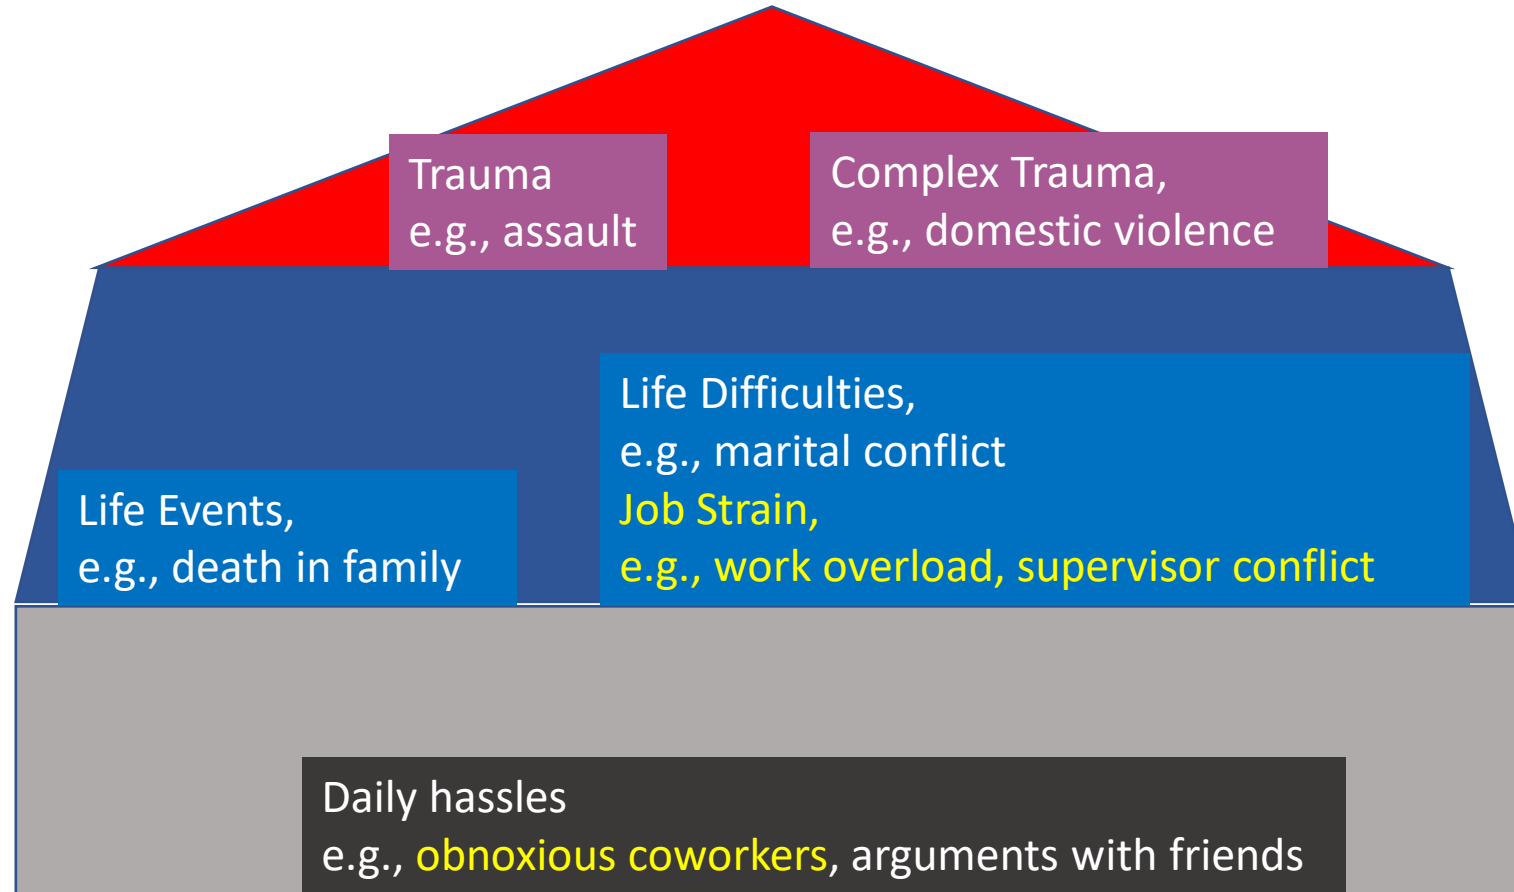 Trauma
e.g., assault
Complex Trauma,
e.g., domestic violence
Life Difficulties,
e.g., marital conflict
Job Strain,
e.g., work overload, supervisor conflict
Life Events,
e.g., death in family
Daily hassles
e.g., obnoxious coworkers, arguments with friends